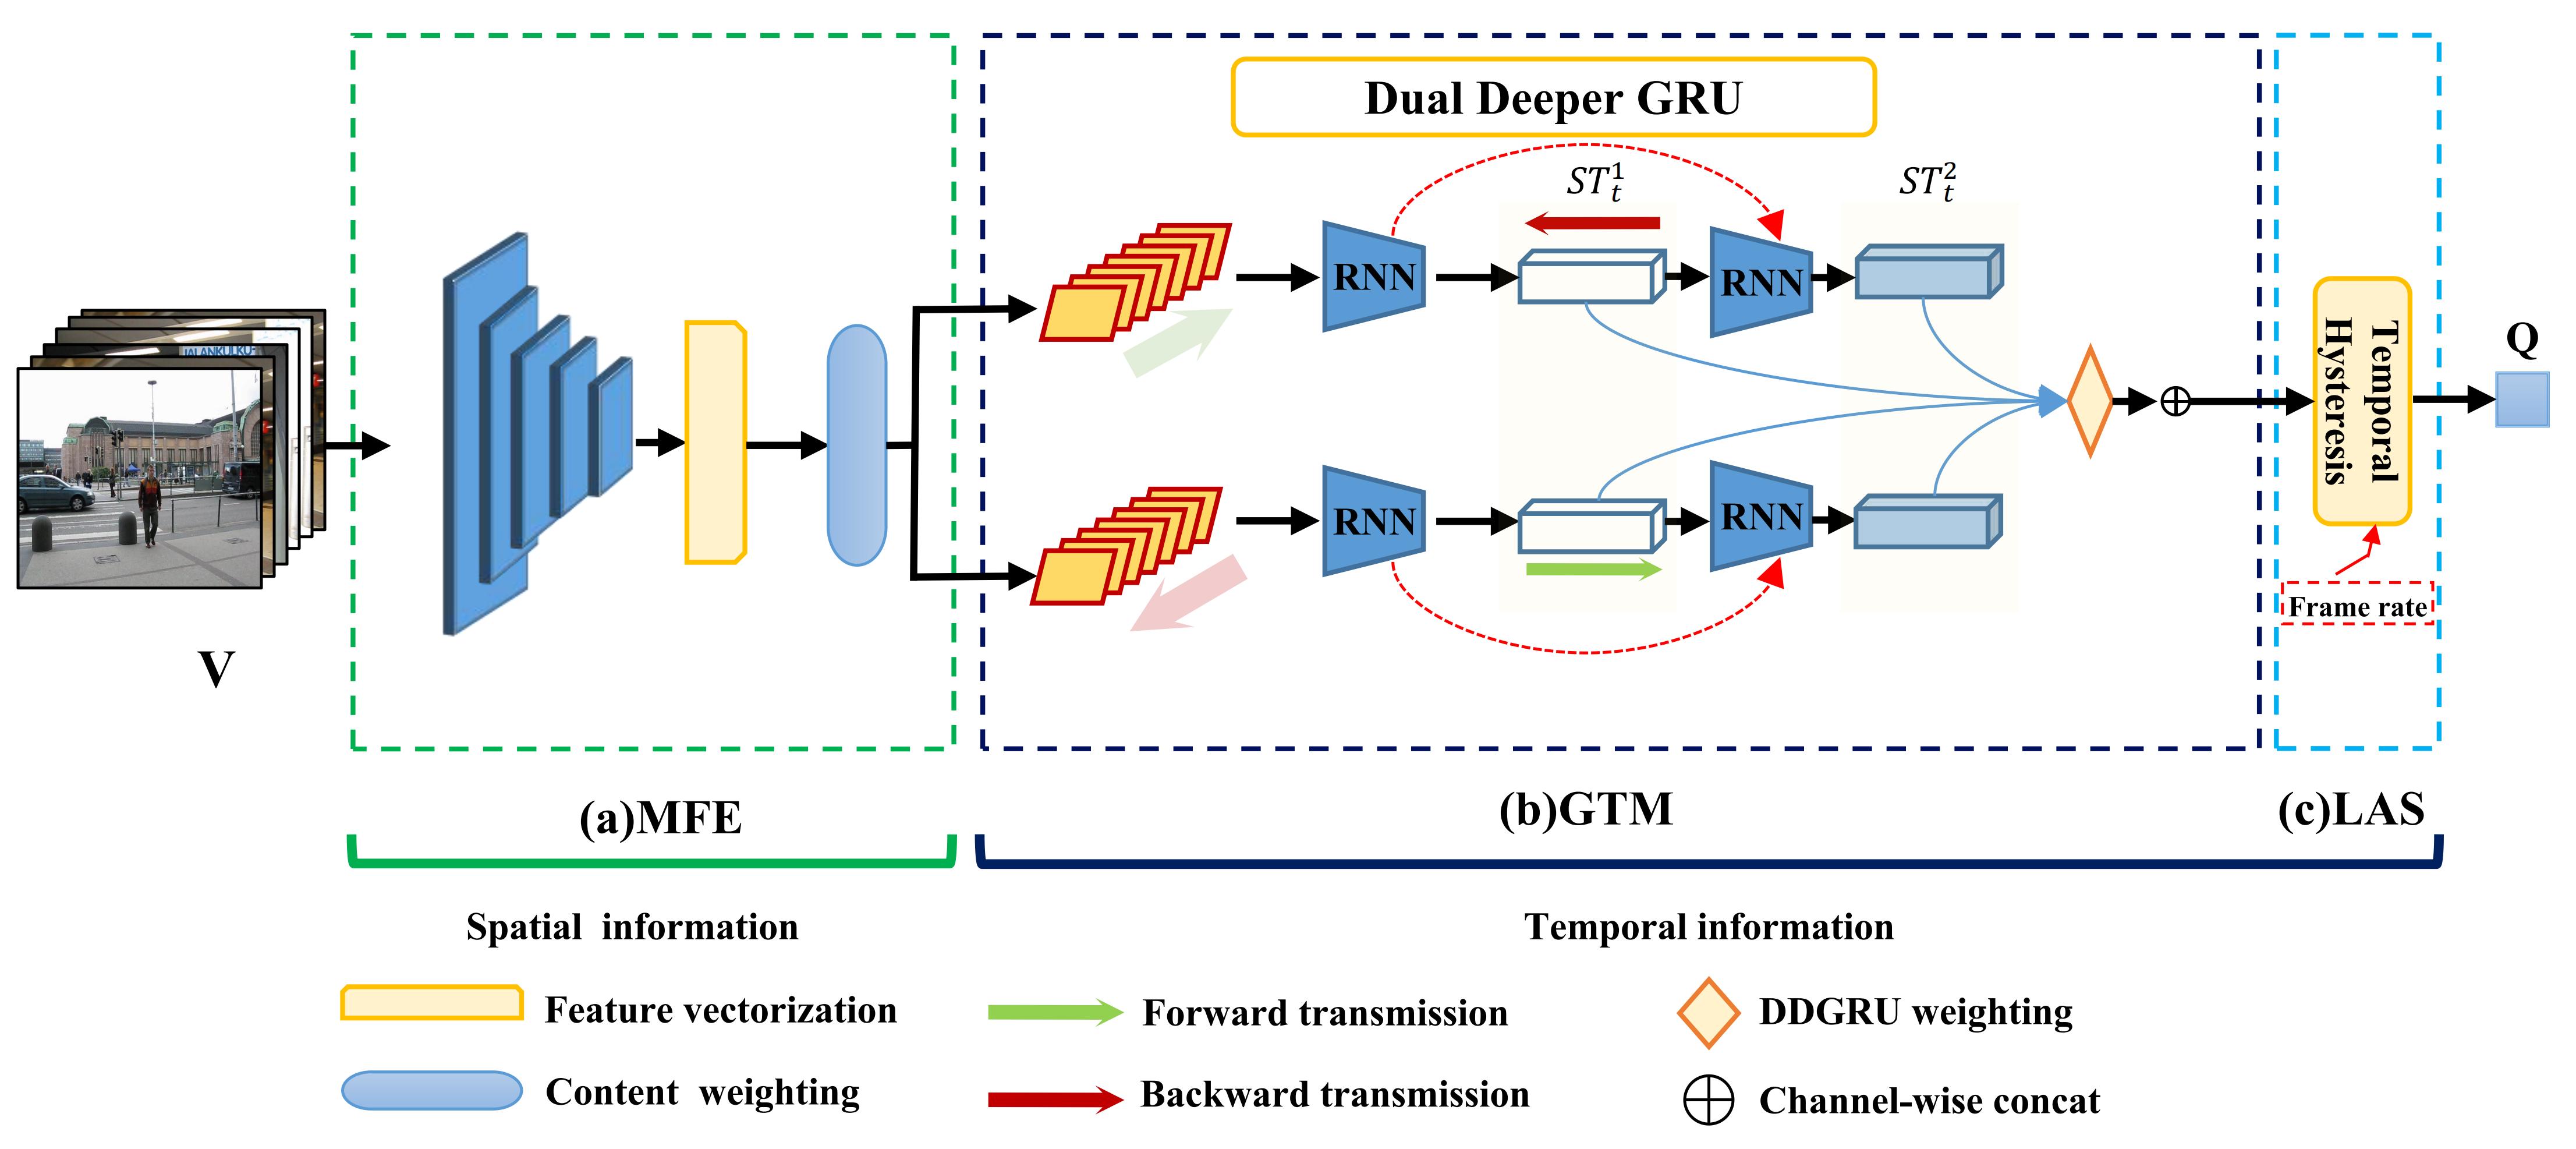 Dual Deeper GRU
ST_t^1
ST_t^2
RNN
RNN
JALANKULKU-
Temporal
Hysteresis
Q
RNN
RNN
Frame rate
V
(a)MFE
(b)GTM
(c)LAS
Spatial information
Temporal information
Feature vectorization
Forward transmission
DDGRU weighting
Content weighting
Backward transmission
Channel-wise concat